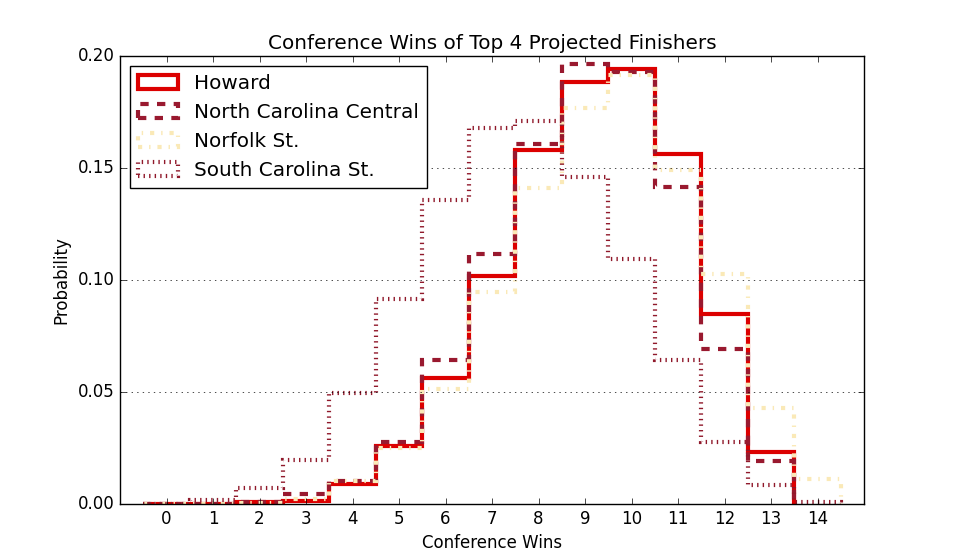 Conference Wins of Top 4 Projected Finishers
0.20
Howard
North Carolina Central
Norfolk St.
South Carolina St.
0.15
0.10
0.05
0.00
Probability
0 1 2 3 4 5 6 7 8 9 10 11 12 13 14
Conference Wins